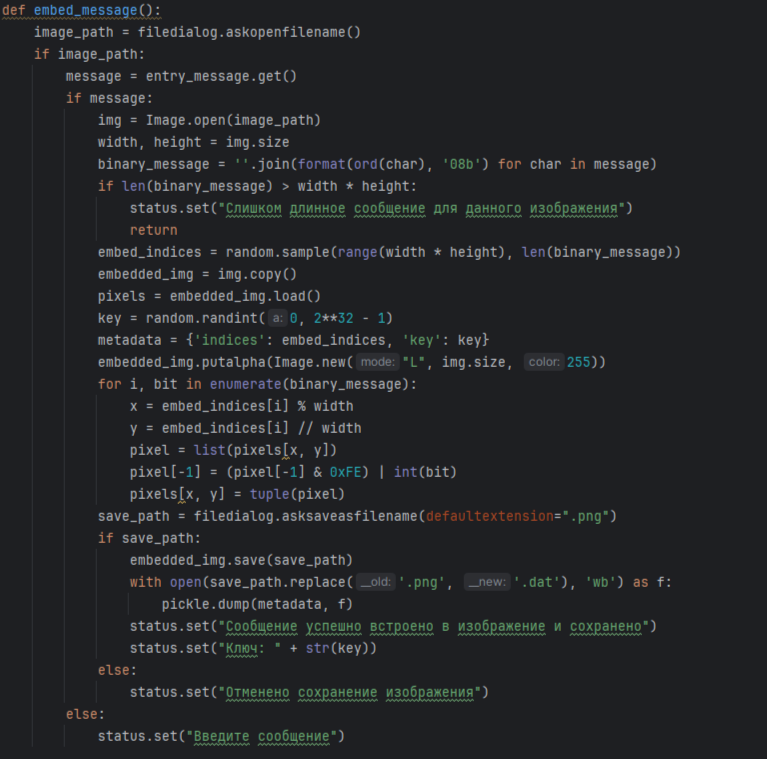 def embed_message():
    image_path = filedialog.askopenfilename()
    if image_path:
        message = entry_message.get()
        if message:
            img = Image.open(image_path)
            width, height = img.size
            binary_message = ''.join(format(ord(char), '08b') for char in message)
            if len(binary_message) > width * height:
                status.set("Слишком длинное сообщение для данного изображения")
                return
            embed_indices = random.sample(range(width * height), len(binary_message))
            embedded_img = img.copy()
            pixels = embedded_img.load()
            key = random.randint( a: 0, 2**32 - 1)
            metadata = {'indices': embed_indices, 'key': key}
            embedded_img.putalpha(Image.new( mode: "L", img.size, color: 255))
            for i, bit in enumerate(binary_message):
                x = embed_indices[i] % width
                y = embed_indices[i] // width
                pixel = list(pixels[x, y])
                pixel[-1] = (pixel[-1] & 0xFE) | int(bit)
                pixels[x, y] = tuple(pixel)
            save_path = filedialog.asksaveasfilename(defaultextension=".png")
            if save_path:
                embedded_img.save(save_path)
                with open(save_path.replace( __old: '.png', __new: '.dat'), 'wb') as f:
                    pickle.dump(metadata, f)
                status.set("Сообщение успешно встроено в изображение и сохранено")
                status.set("Ключ: " + str(key))
            else:
                status.set("Отменено сохранение изображения")
        else:
            status.set("Введите сообщение")